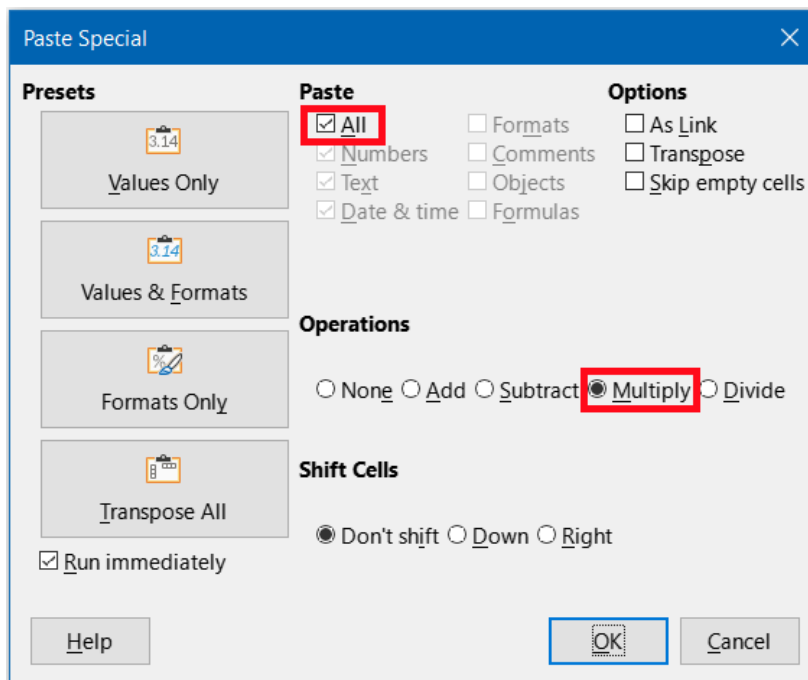 Paste Special
Presets
3.14
Values Only
3.14
Values & Formats
%
Formats Only
Transpose All
Run immediately
Paste
All
Numbers
Text
Date & time
Formats
Comments
Objects
Formulas
Options
As Link
Transpose
Skip empty cells
Operations
None Add Subtract Multiply Divide
Shift Cells
Don't shift Down Right
Help
OK
Cancel